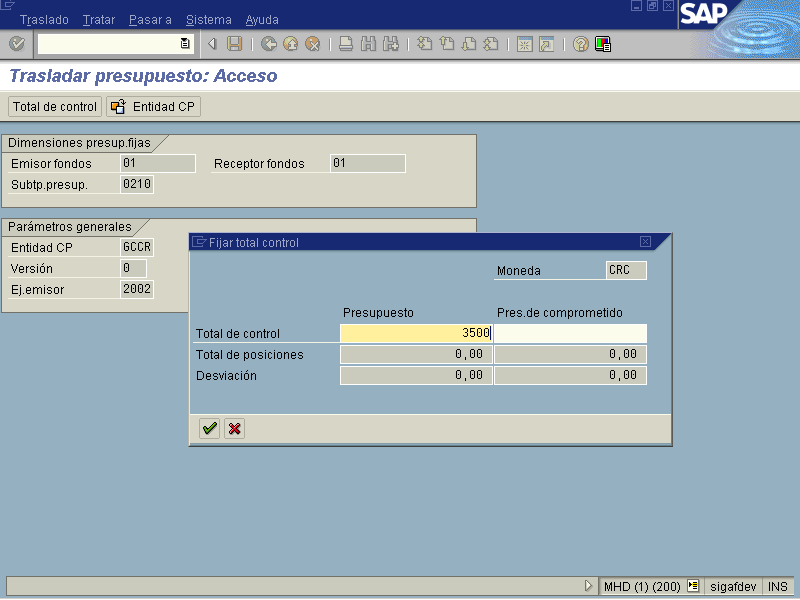 Traslado Tratar Pasar a Sistema Ayuda
SAP
Trasladar presupuesto: Acceso
Total de control Entidad CP
Dimensiones presup.fijas
Emisor fondos 01 Receptor fondos 01
Subtp.presup. 0210
Parámetros generales
Entidad CP GCCR
Versión 0
Ej.emisor 2002
Fijar total control
Moneda CRC
Presupuesto Pres.de comprometido
Total de control 3500
Total de posiciones 0,00 0,00
Desviación 0,00 0,00
MHD (1) (200) sigafdev INS